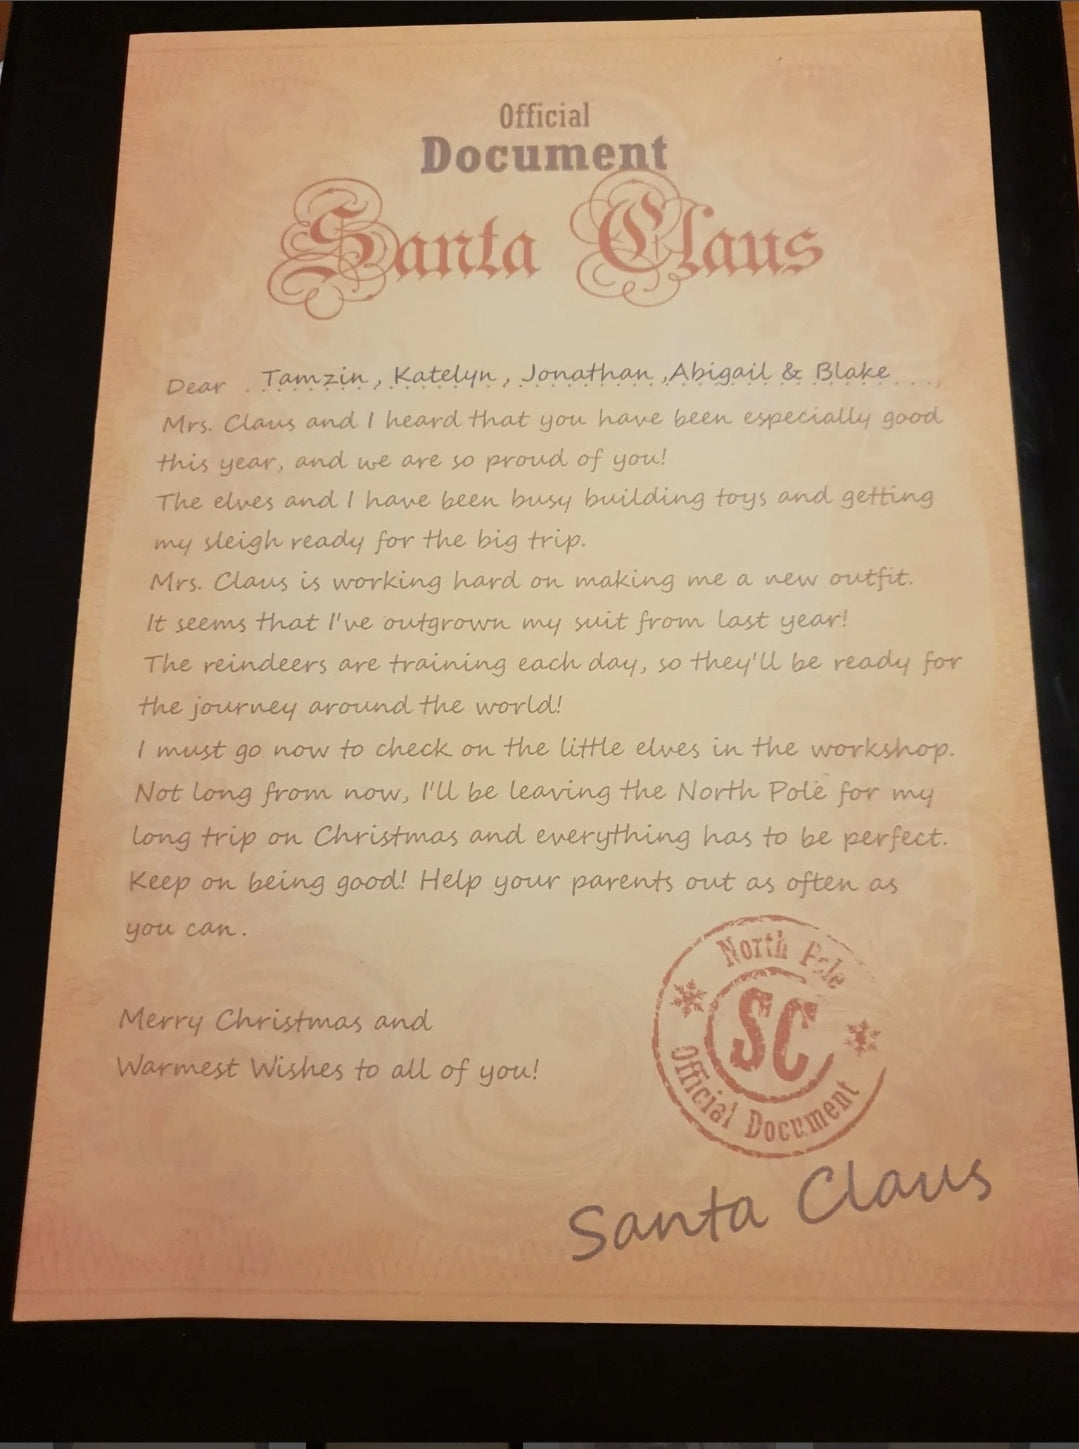 Official
Document
Santa Claus
Dear . Tamzin, Katelyn, Jonathan ,Abigail & Blake ....,
Mrs. Claus and I heard that you have been especially good
this year, and we are so proud of you!
The elves and I have been busy building toys and getting
my sleigh ready for the big trip.
Mrs. Claus is working hard on making me a new outfit.
It seems that I've outgrown my suit from last year!
The reindeers are training each day, so they'll be ready for
the journey around the world!
I must go now to check on the little elves in the workshop.
Not long from now, I'll be leaving the North Pole for my
long trip on Christmas and everything has to be perfect.
Keep on being good! Help your parents out as often as
you can.
Merry Christmas and
Warmest Wishes to all of you!
North Pole
SC
Official Document
Santa Claus